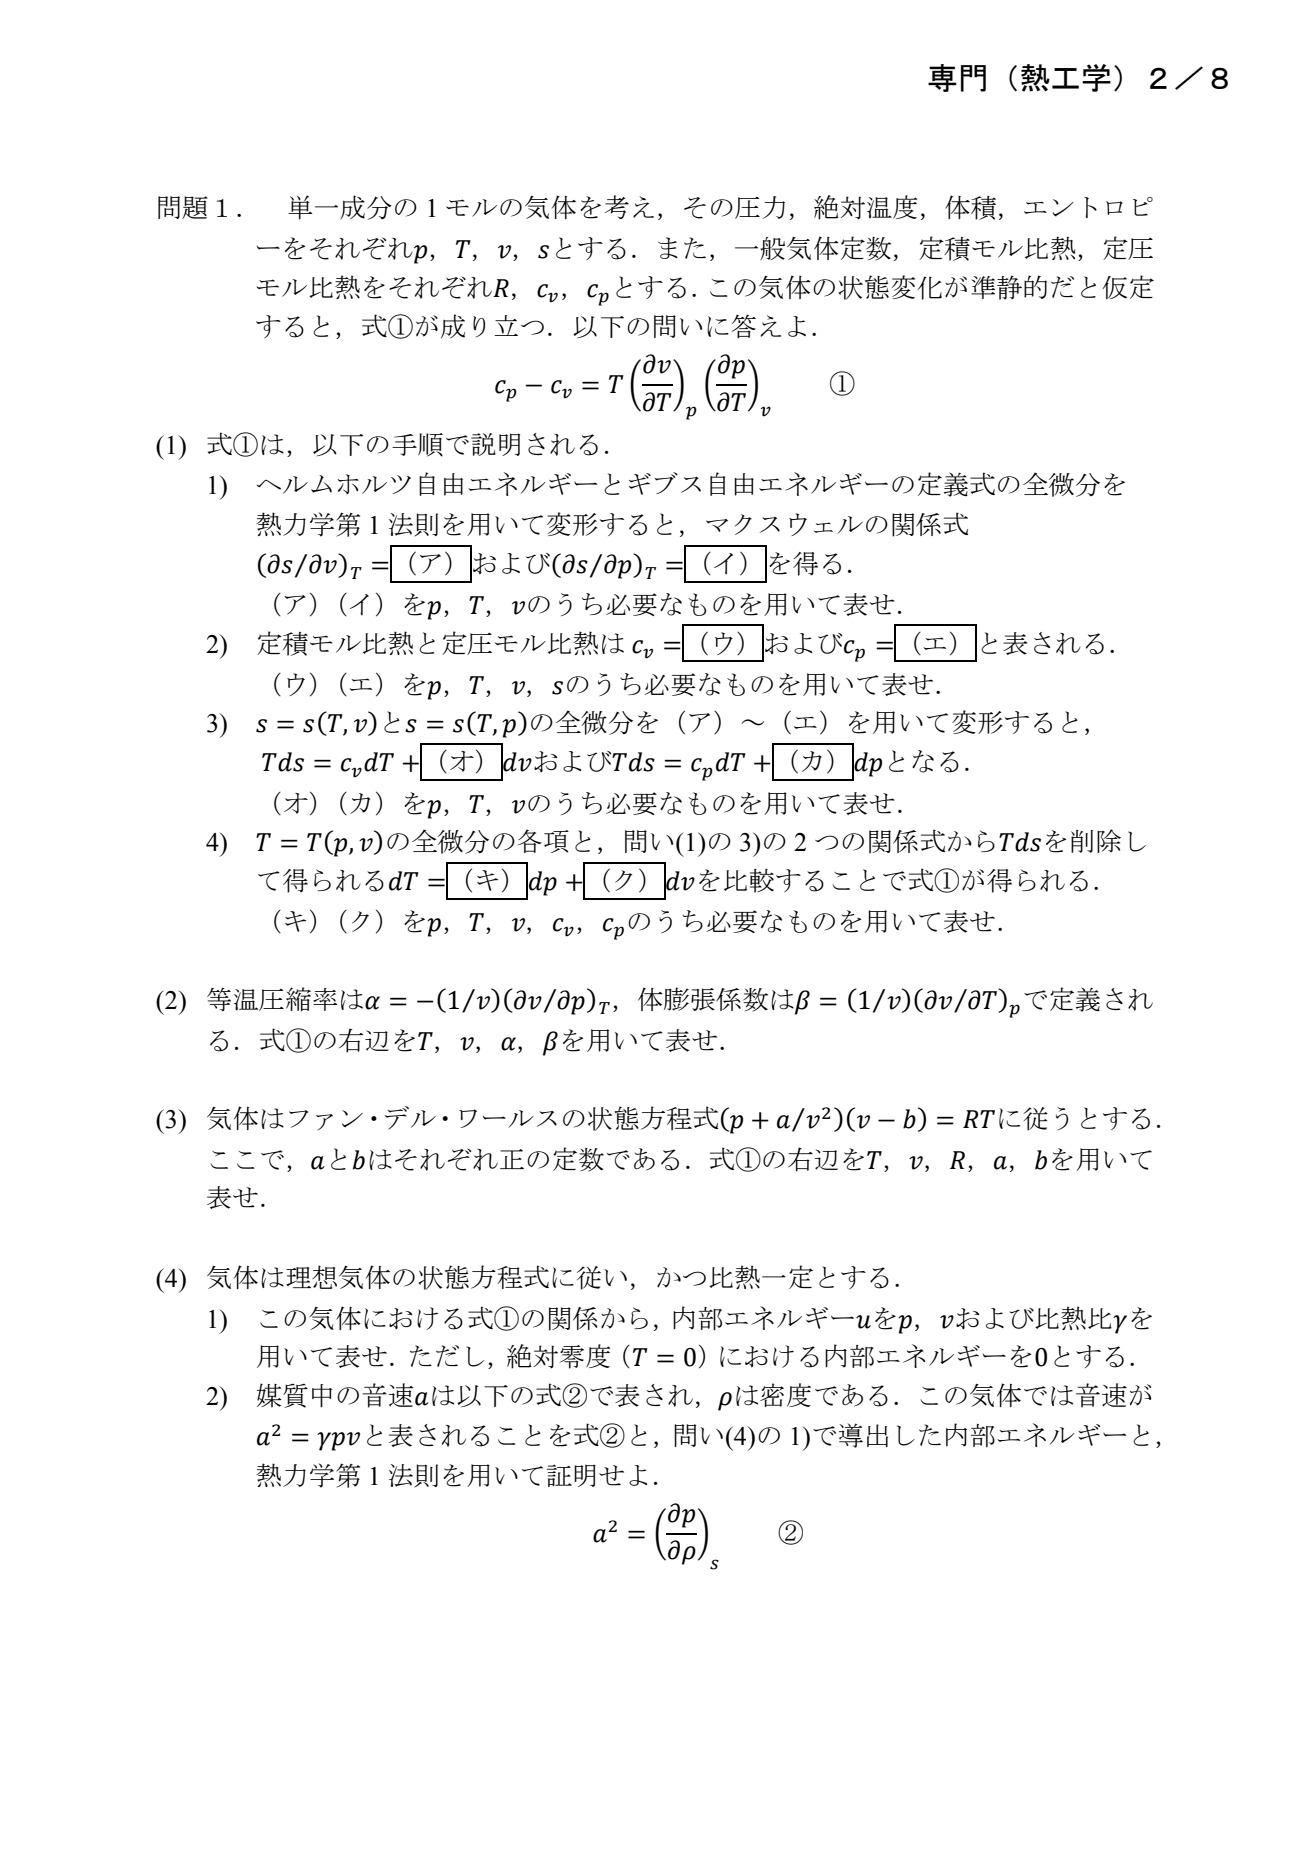 専門（熱工学）２／８
問題１． 単一成分の 1 モルの気体を考え，その圧力，絶対温度，体積，エントロピ
ーをそれぞれp，T，v，sとする．また，一般気体定数，定積モル比熱，定圧
モル比熱をそれぞれR，c_v，c_pとする．この気体の状態変化が準静的だと仮定
すると，式①が成り立つ．以下の問いに答えよ．
c_p − c_v = T(∂v/∂T)_p (∂p/∂T)_v ①
(1) 式①は，以下の手順で説明される．
1) ヘルムホルツ自由エネルギーとギブス自由エネルギーの定義式の全微分を
熱力学第 1 法則を用いて変形すると，マクスウェルの関係式
(∂s/∂v)_T =（ア）および(∂s/∂p)_T =（イ）を得る．
（ア）（イ）をp，T，vのうち必要なものを用いて表せ．
2) 定積モル比熱と定圧モル比熱は c_v =（ウ）およびc_p =（エ）と表される．
（ウ）（エ）をp，T，v，sのうち必要なものを用いて表せ．
3) s = s(T, v)とs = s(T, p)の全微分を（ア）～（エ）を用いて変形すると，
Tds = c_v dT +（オ）dvおよびTds = c_p dT +（カ）dpとなる．
（オ）（カ）をp，T，vのうち必要なものを用いて表せ．
4) T = T(p, v)の全微分の各項と，問い(1)の 3)の 2 つの関係式からTdsを削除し
て得られるdT =（キ）dp +（ク）dvを比較することで式①が得られる．
（キ）（ク）をp，T，v，c_v，c_pのうち必要なものを用いて表せ．
(2) 等温圧縮率はα = −(1/v)(∂v/∂p)_T，体膨張係数はβ = (1/v)(∂v/∂T)_pで定義され
る．式①の右辺をT，v，α，βを用いて表せ．
(3) 気体はファン・デル・ワールスの状態方程式(p + a/v²)(v − b) = RTに従うとする．
ここで，aとbはそれぞれ正の定数である．式①の右辺をT，v，R，a，bを用いて
表せ．
(4) 気体は理想気体の状態方程式に従い，かつ比熱一定とする．
1) この気体における式①の関係から，内部エネルギーuをp，vおよび比熱比γを
用いて表せ．ただし，絶対零度（T = 0）における内部エネルギーを0とする．
2) 媒質中の音速aは以下の式②で表され，ρは密度である．この気体では音速が
a² = γpvと表されることを式②と，問い(4)の 1)で導出した内部エネルギーと，
熱力学第 1 法則を用いて証明せよ．
a² = (∂p/∂ρ)_s ②